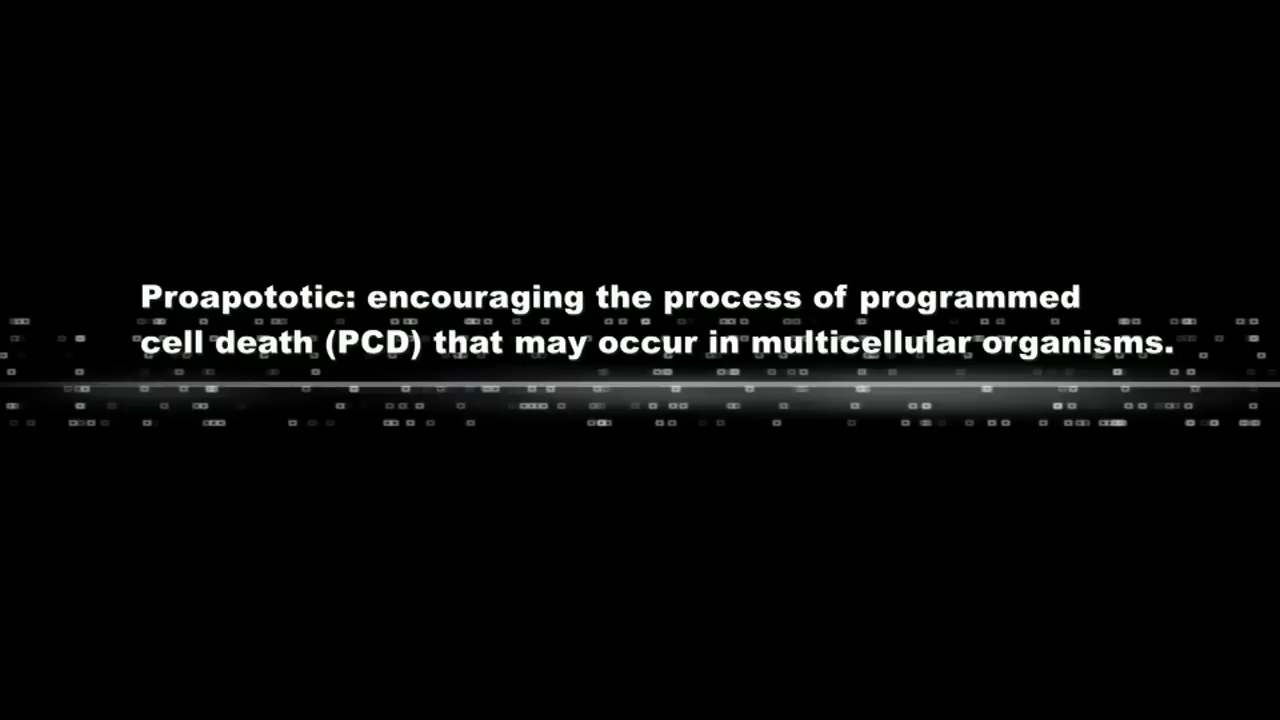 Proapototic: encouraging the process of programmed
cell death (PCD) that may occur in multicellular organisms.